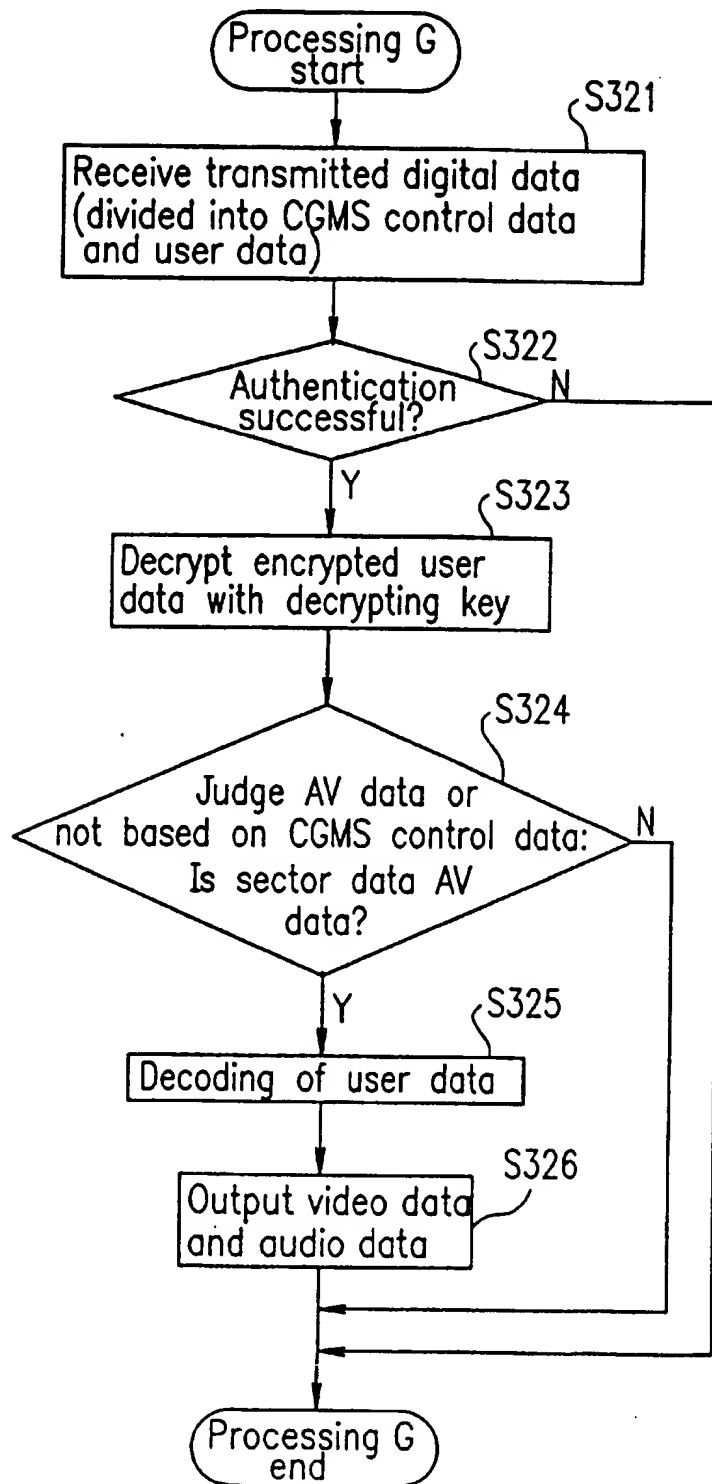 Processing G
start
S321
Receive transmitted digital data
(divided into CGMS control data
and user data)
S322
Authentication
successful?
N
Y
S323
Decrypt encrypted user
data with decrypting key
S324
Judge AV data or
not based on CGMS control data:
Is sector data AV
data?
N
Y
S325
Decoding of user data
S326
Output video data
and audio data
Processing G
end